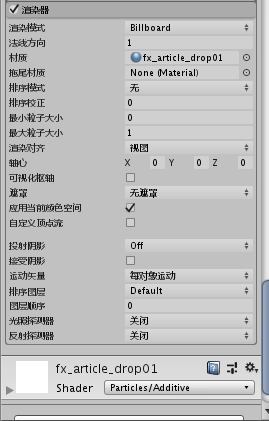 渲染器
渲染模式 Billboard
法线方向 1
材质 fx_article_drop01
拖尾材质 None (Material)
排序模式 无
排序校正 0
最小粒子大小 0
最大粒子大小 1
渲染对齐 视图
轴心 X 0 Y 0 Z 0
可视化枢轴
遮罩 无遮罩
应用当前颜色空间
自定义顶点流
投射阴影 Off
接受阴影
运动矢量 每对象运动
排序图层 Default
图层顺序 0
光照探测器 关闭
反射探测器 关闭
fx_article_drop01
Shader Particles/Additive